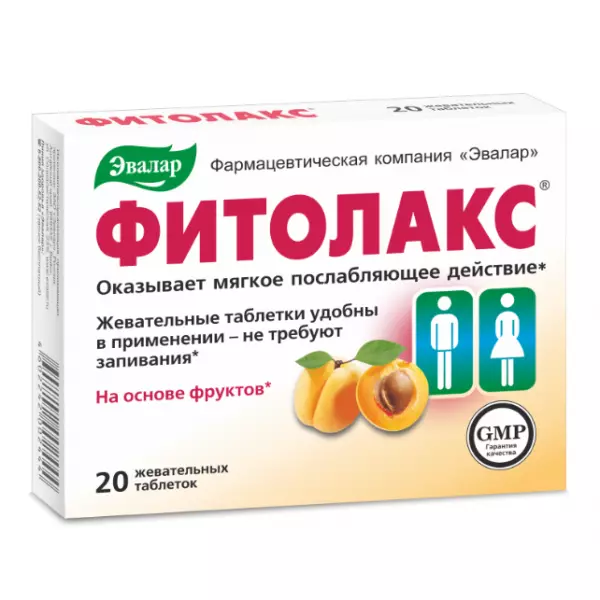 ФИТОЛАКС®
20 жевательных
таблеток
Эвалар
Фармацевтическая компания «Эвалар»
ФИТОЛАКС®
Оказывает мягкое послабляющее действие*
Жевательные таблетки удобны
в применении – не требуют
запивания*
На основе фруктов*
GMP
Гарантия
качества
20 жевательных
таблеток